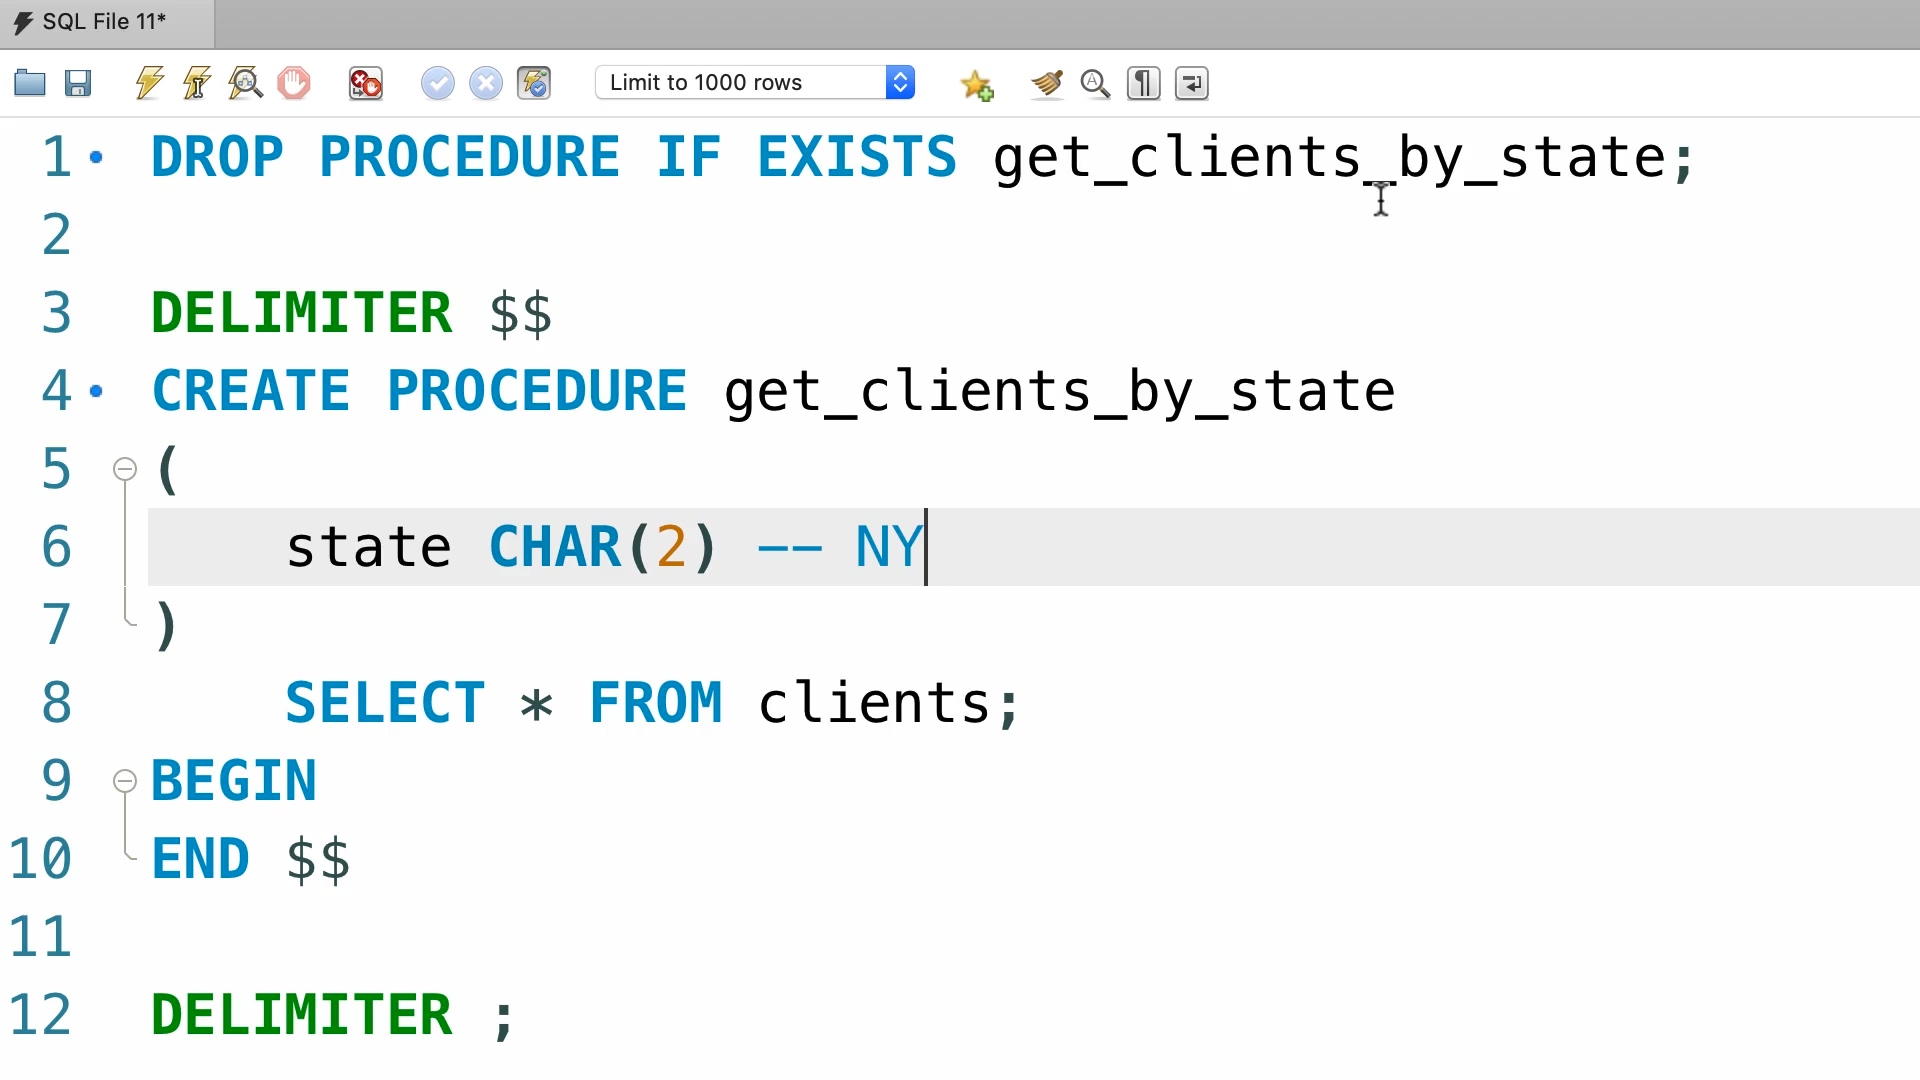 SQL File 11*
Limit to 1000 rows
1 DROP PROCEDURE IF EXISTS get_clients_by_state;
2
3 DELIMITER $$
4 CREATE PROCEDURE get_clients_by_state
5 (
6 state CHAR(2) -- NY
7 )
8 SELECT * FROM clients;
9 BEGIN
10 END $$
11
12 DELIMITER ;